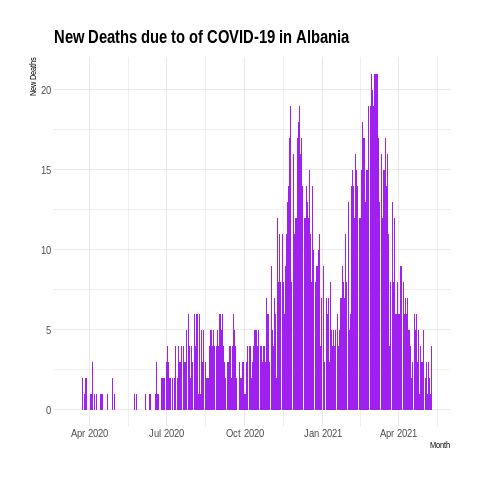 New Deaths due to of COVID-19 in Albania
New Deaths
20
15
10
5
0
Apr 2020 Jul 2020 Oct 2020 Jan 2021 Apr 2021
Month